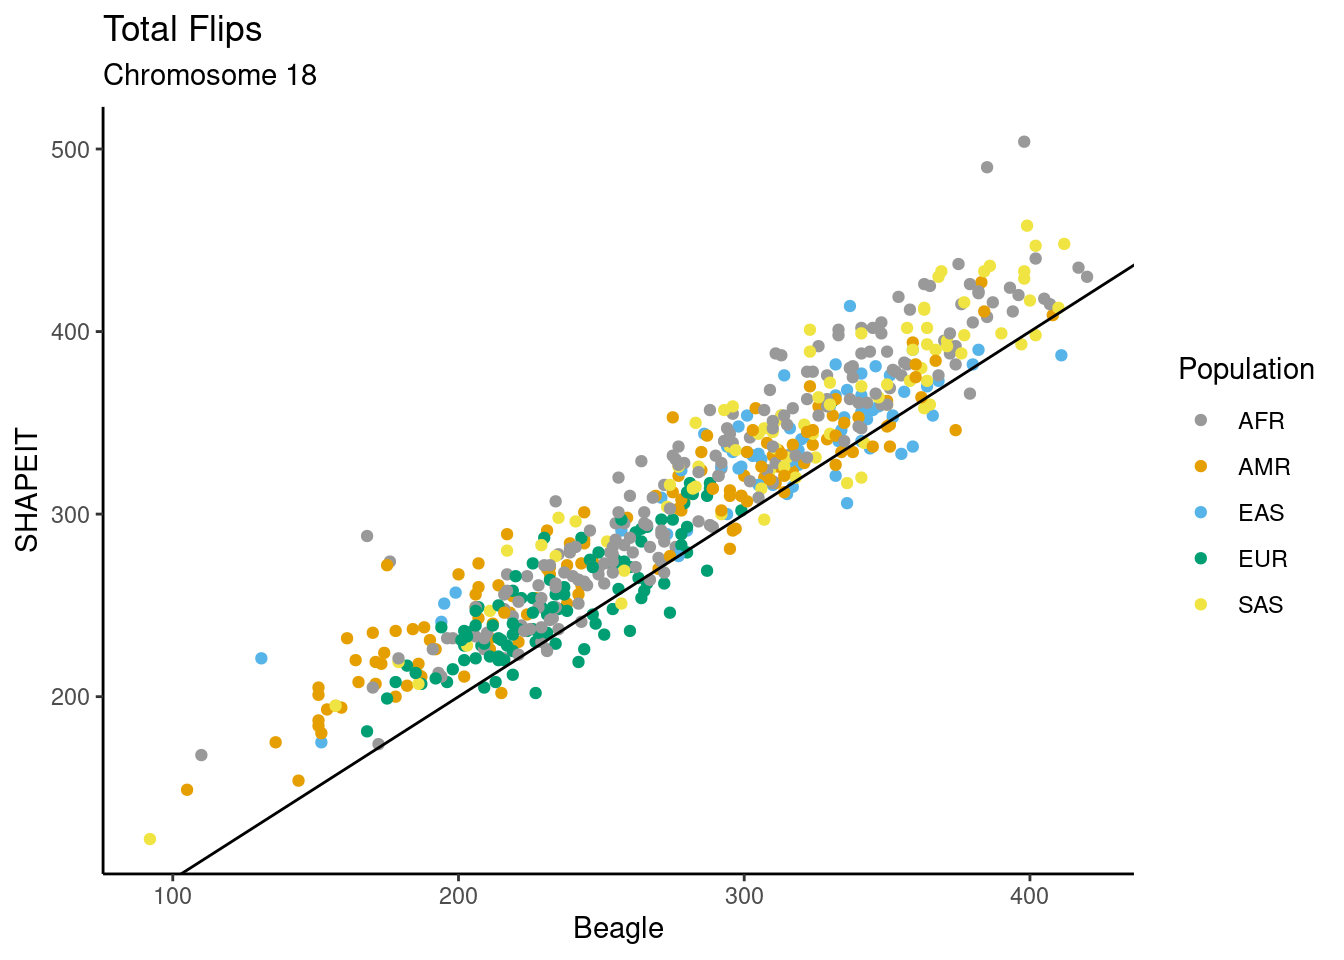 Total Flips
Chromosome 18
500
400
300
200
100
200
300
400
SHAPEIT
Beagle
Population
AFR
AMR
EAS
EUR
SAS